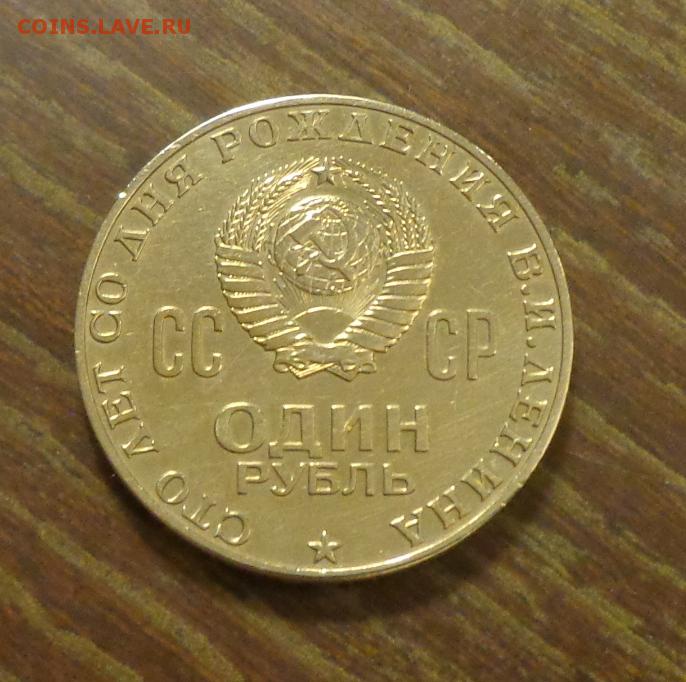 COINS.LAVE.RU
СТО ЛЕТ СО ДНЯ РОЖДЕНИЯ В.И.ЛЕНИНА
СС СР
ОДИН
РУБЛЬ